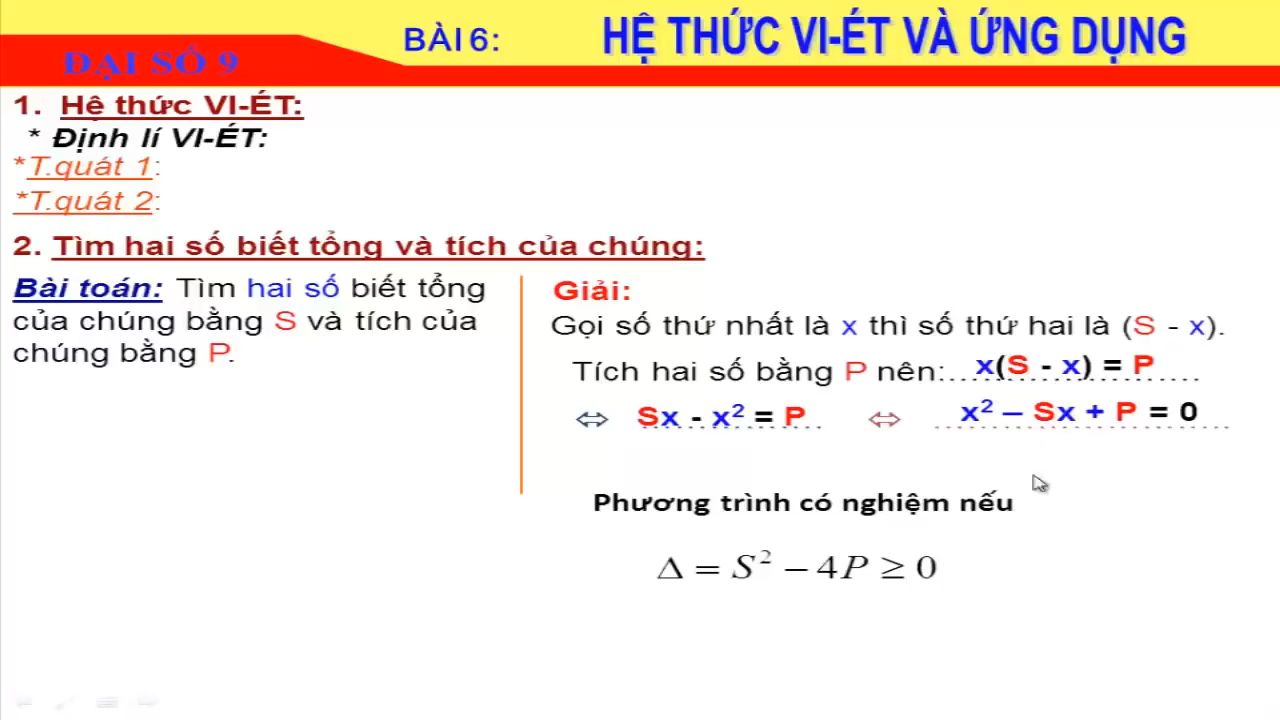 BÀI 6: HỆ THỨC VI-ÉT VÀ ỨNG DỤNG
ĐẠI SỐ 9
1. Hệ thức VI-ÉT:
* Định lí VI-ÉT:
*T.quát 1:
*T.quát 2:
2. Tìm hai số biết tổng và tích của chúng:
Bài toán: Tìm hai số biết tổng
của chúng bằng S và tích của
chúng bằng P.
Giải:
Gọi số thứ nhất là x thì số thứ hai là (S - x).
Tích hai số bằng P nên: x(S - x) = P
⇔ Sx - x² = P ⇔ x² – Sx + P = 0
Phương trình có nghiệm nếu
Δ = S² − 4P ≥ 0